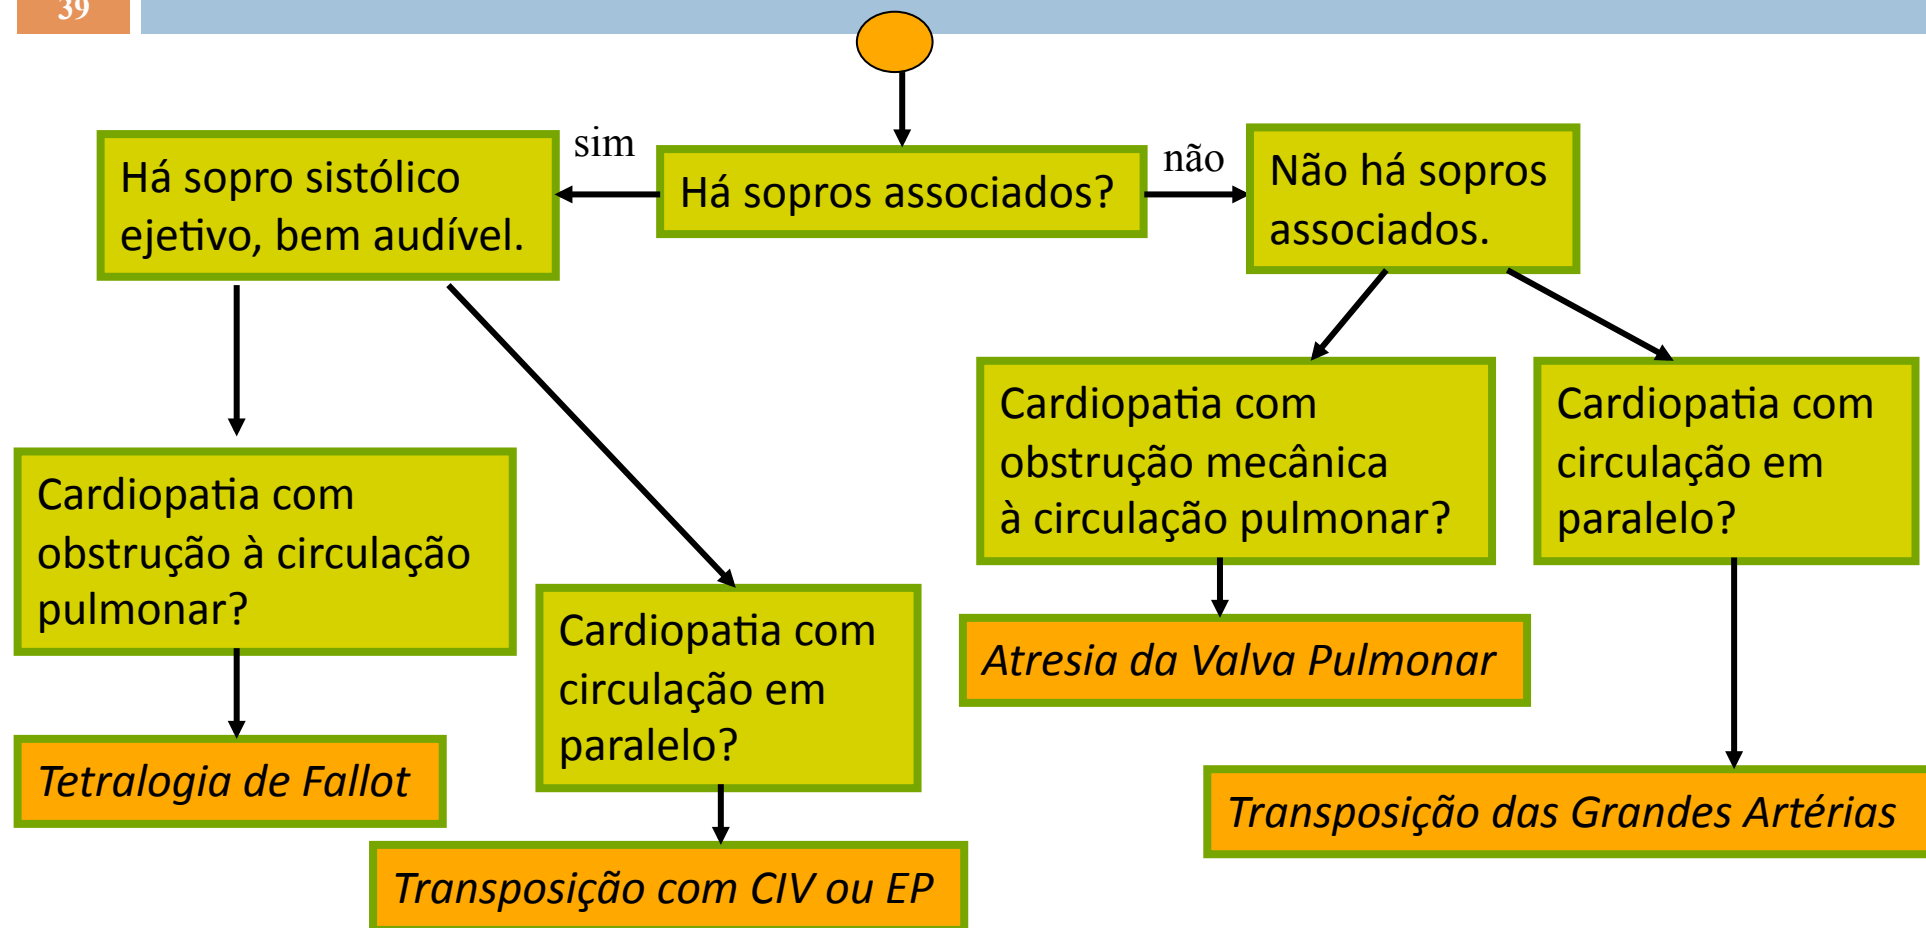 39
sim
não
Há sopro sistólico
ejetivo, bem audível.
Há sopros associados?
Não há sopros
associados.
Cardiopatia com
obstrução à circulação
pulmonar?
Cardiopatia com
circulação em
paralelo?
Cardiopatia com
obstrução mecânica
à circulação pulmonar?
Cardiopatia com
circulação em
paralelo?
Tetralogia de Fallot
Transposição com CIV ou EP
Atresia da Valva Pulmonar
Transposição das Grandes Artérias